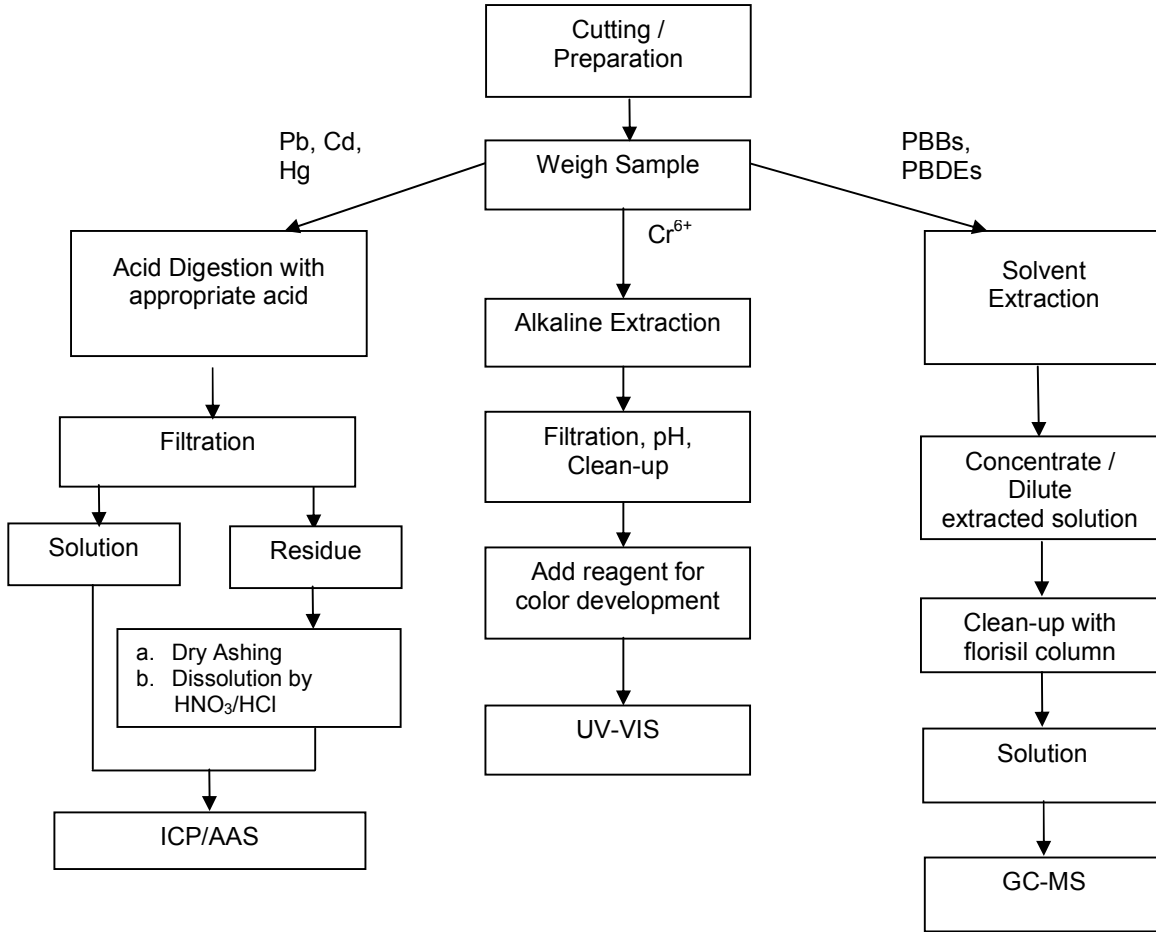 Cutting /
Preparation
Pb, Cd,
Hg
Weigh Sample
PBBs,
PBDEs
Cr⁶⁺
Acid Digestion with
appropriate acid
Alkaline Extraction
Solvent
Extraction
Filtration
Filtration, pH,
Clean-up
Concentrate /
Dilute
extracted solution
Solution
Residue
Add reagent for
color development
a. Dry Ashing
b. Dissolution by
HNO₃/HCl
Clean-up with
florisil column
UV-VIS
Solution
ICP/AAS
GC-MS